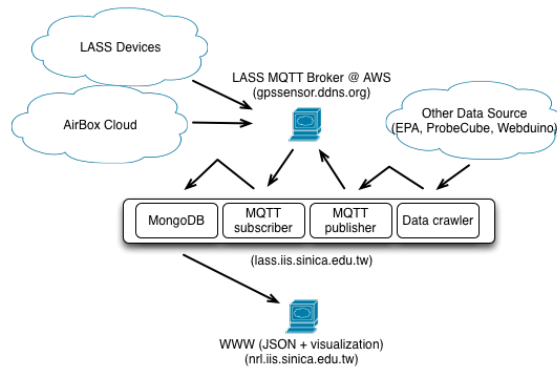 LASS Devices
LASS MQTT Broker @ AWS
(gpssensor.ddns.org)
AirBox Cloud
Other Data Source
(EPA, ProbeCube, Webduino)
MongoDB
MQTT
subscriber
MQTT
publisher
Data crawler
(lass.iis.sinica.edu.tw)
WWW (JSON + visualization)
(nrl.iis.sinica.edu.tw)